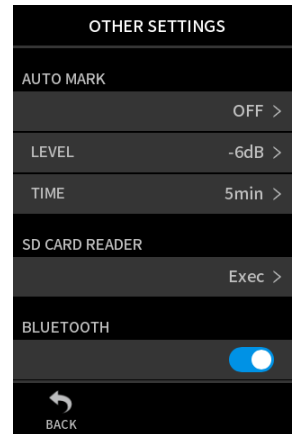 OTHER SETTINGS
AUTO MARK
OFF >
LEVEL -6dB >
TIME 5min >
SD CARD READER
Exec >
BLUETOOTH
BACK